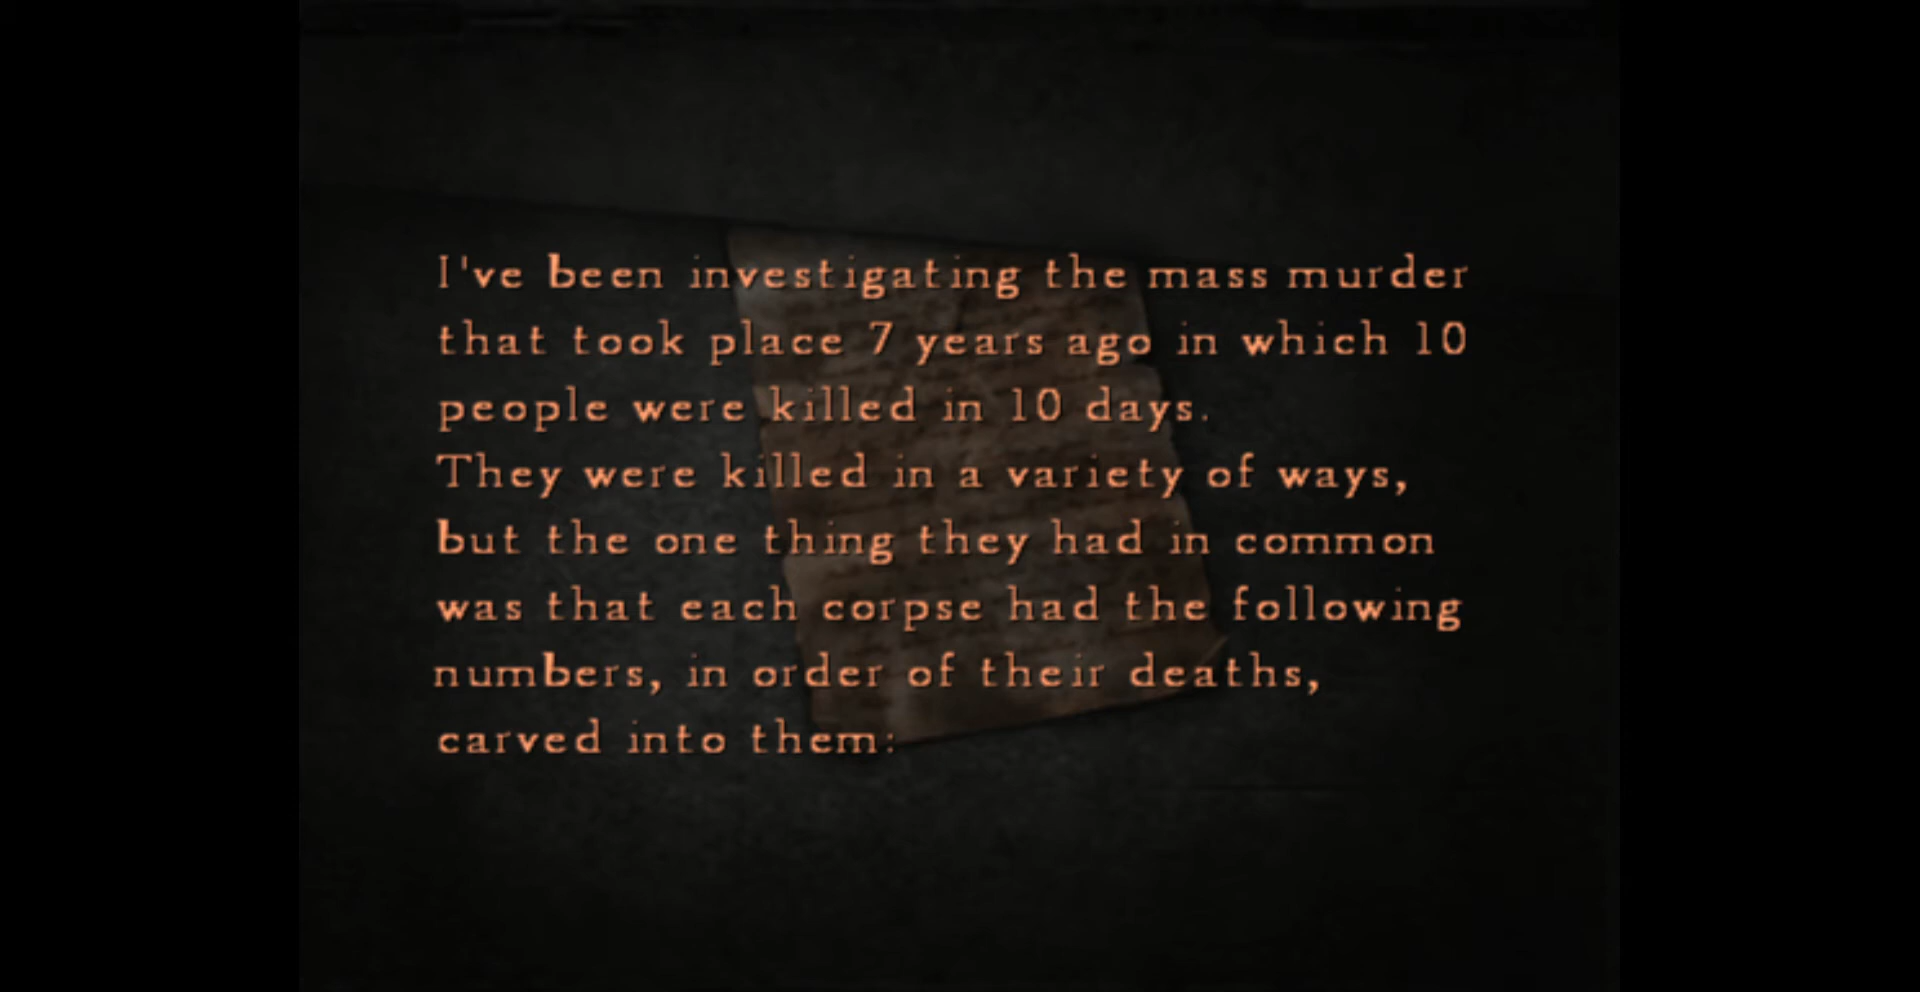 I've been investigating the mass murder
that took place 7 years ago in which 10
people were killed in 10 days.
They were killed in a variety of ways,
but the one thing they had in common
was that each corpse had the following
numbers, in order of their deaths,
carved into them: